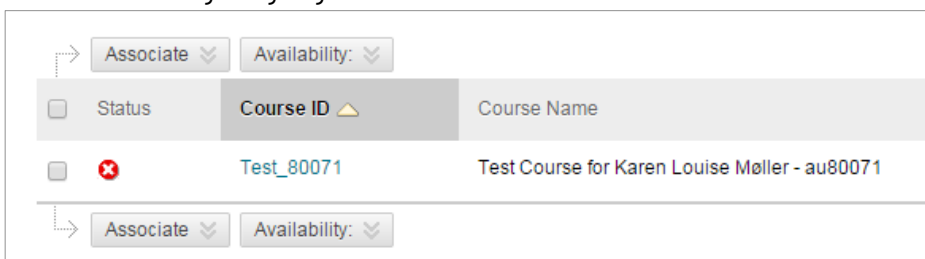 Associate Availability:
Status Course ID Course Name
Test_80071 Test Course for Karen Louise Møller - au80071
Associate Availability: